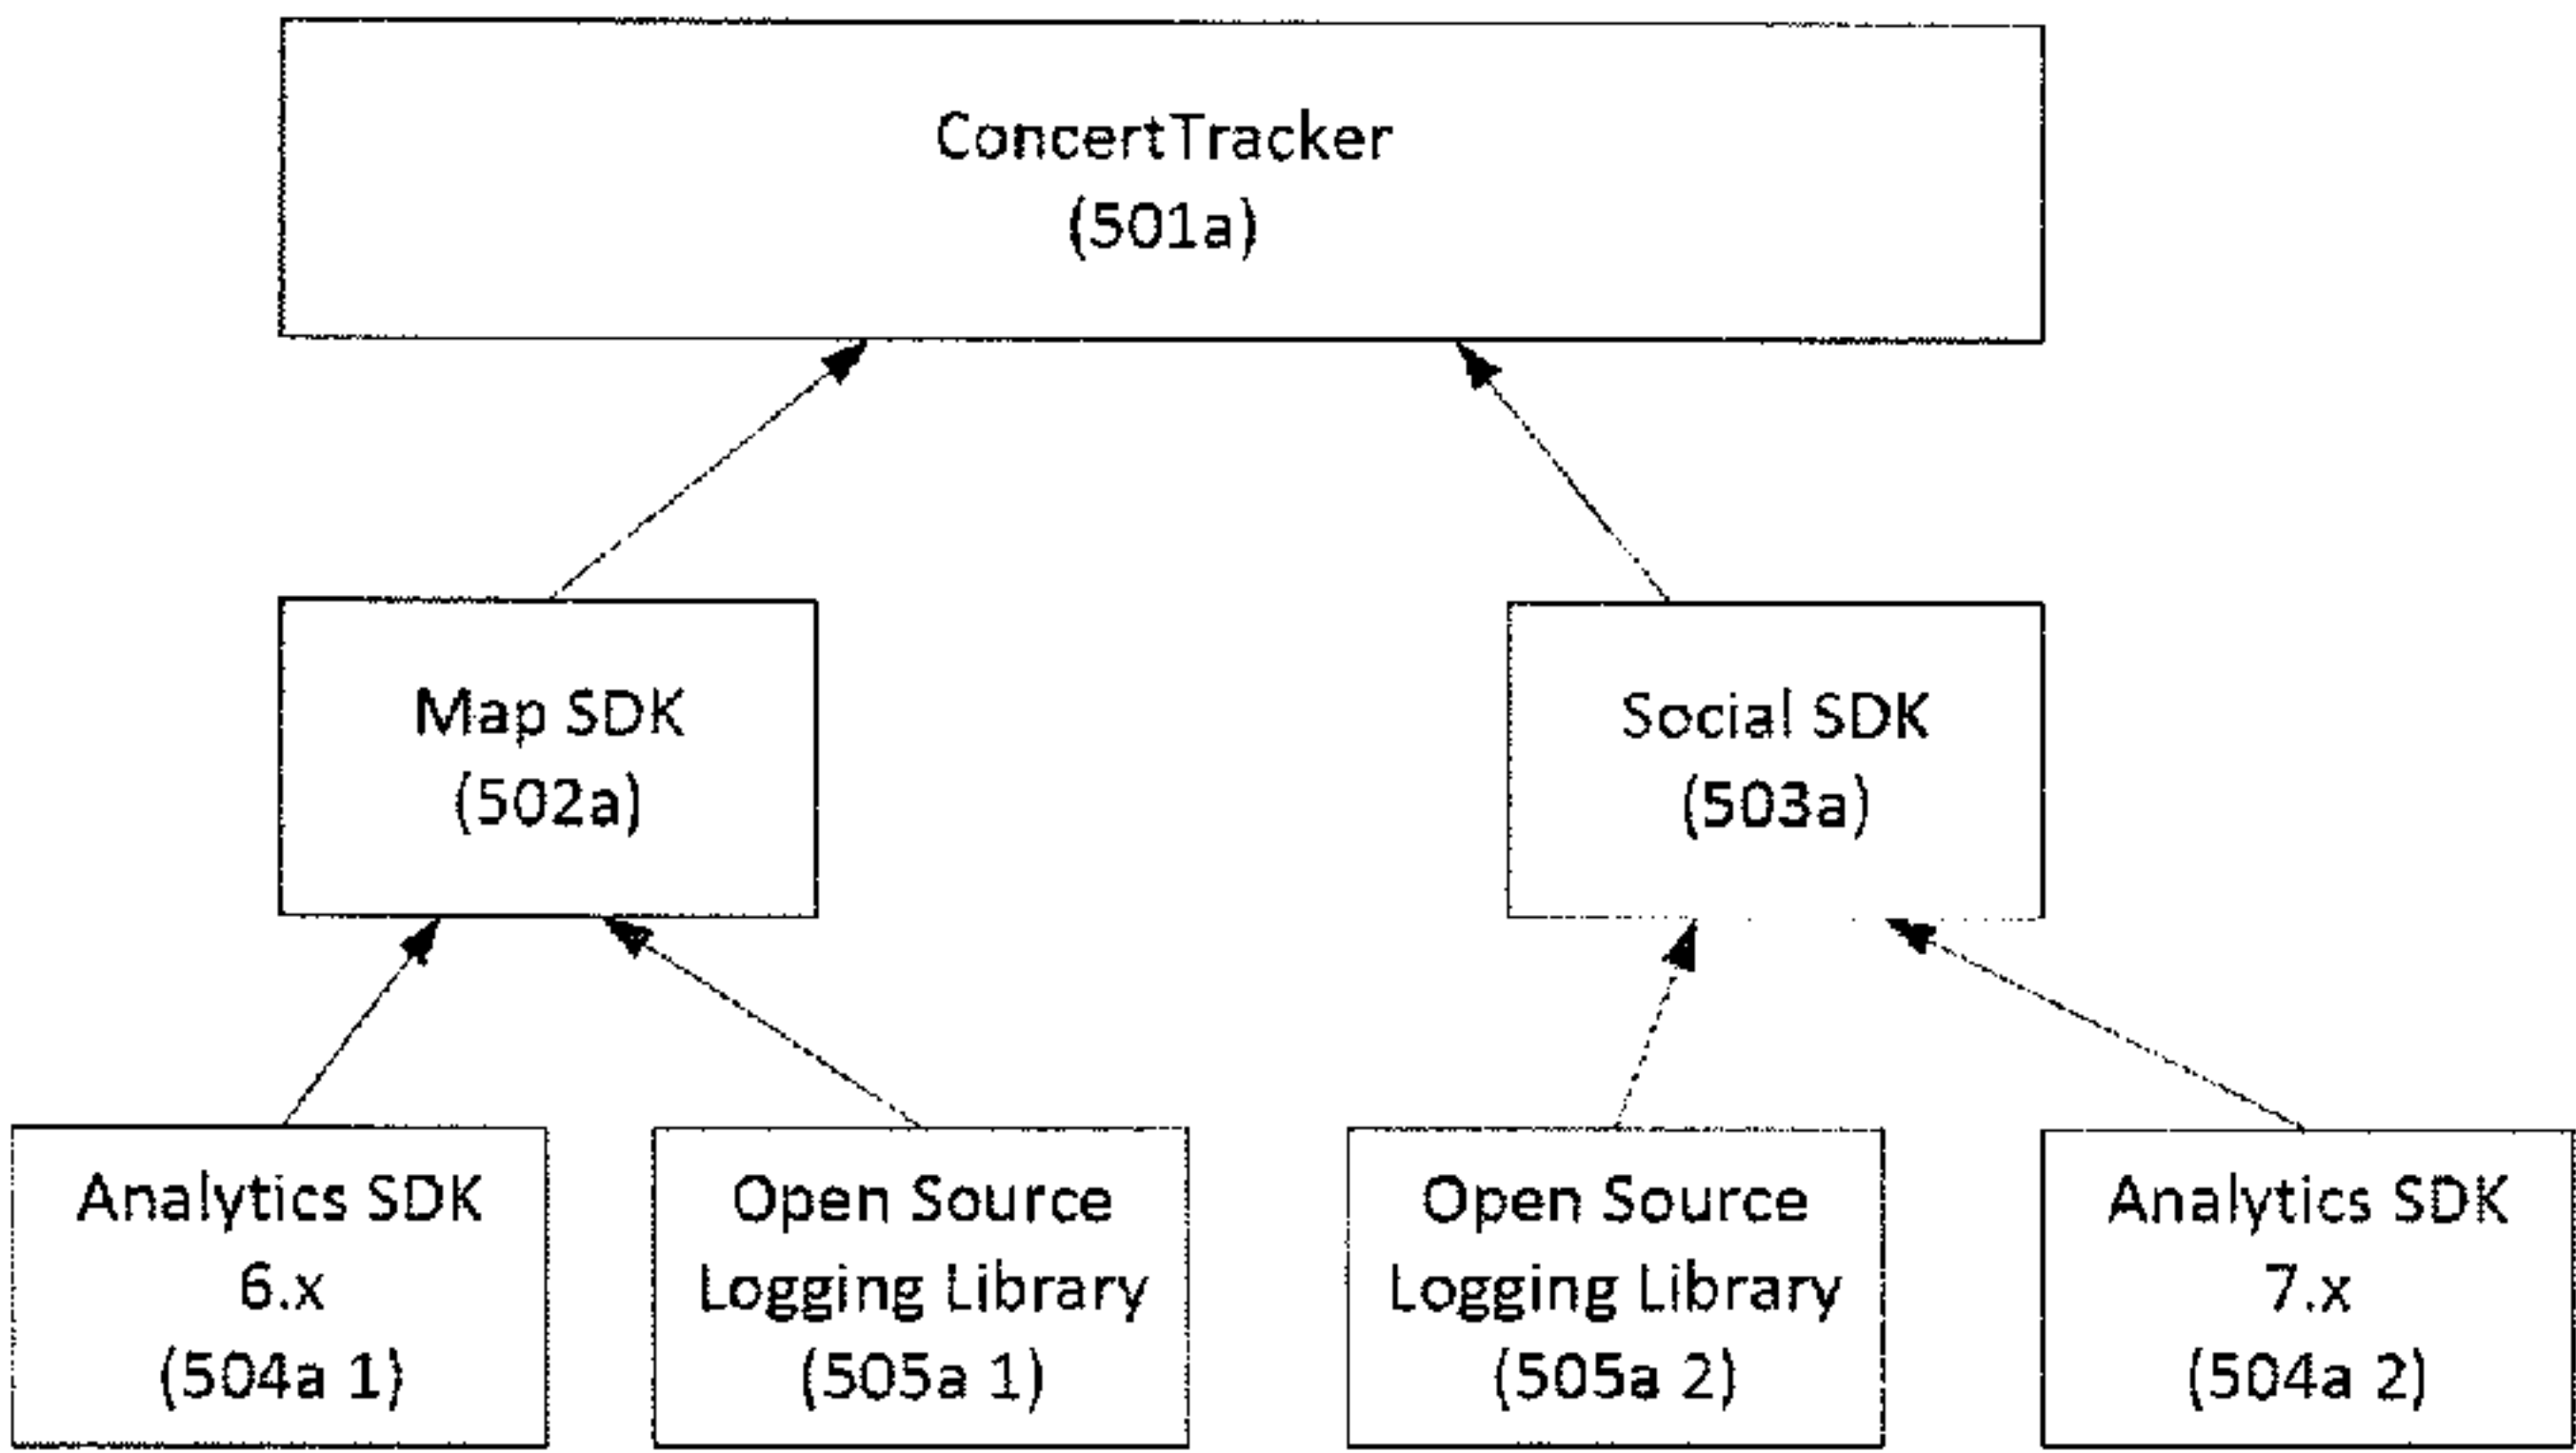 ConcertTracker
(501a)
Map SDK
(502a)
Social SDK
(503a)
Analytics SDK
6.x
(504a 1)
Open Source
Logging Library
(505a 1)
Open Source
Logging Library
(505a 2)
Analytics SDK
7.x
(504a 2)